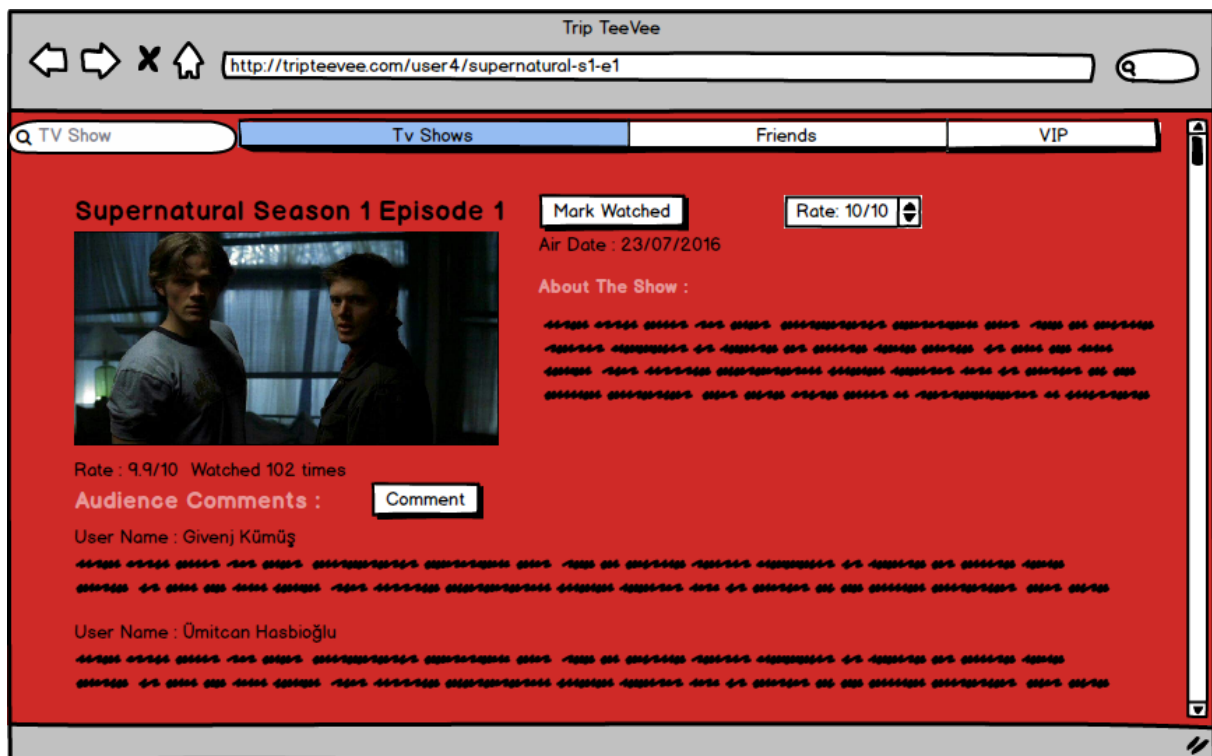 Trip TeeVee
http://tripteevee.com/user4/supernatural-s1-e1
TV Show
Tv Shows
Friends
VIP
Supernatural Season 1 Episode 1
Mark Watched
Rate: 10/10
Air Date : 23/07/2016
About The Show :
Rate : 9.9/10 Watched 102 times
Audience Comments :
Comment
User Name : Givenj Kümüş
User Name : Ümitcan Hasbioğlu